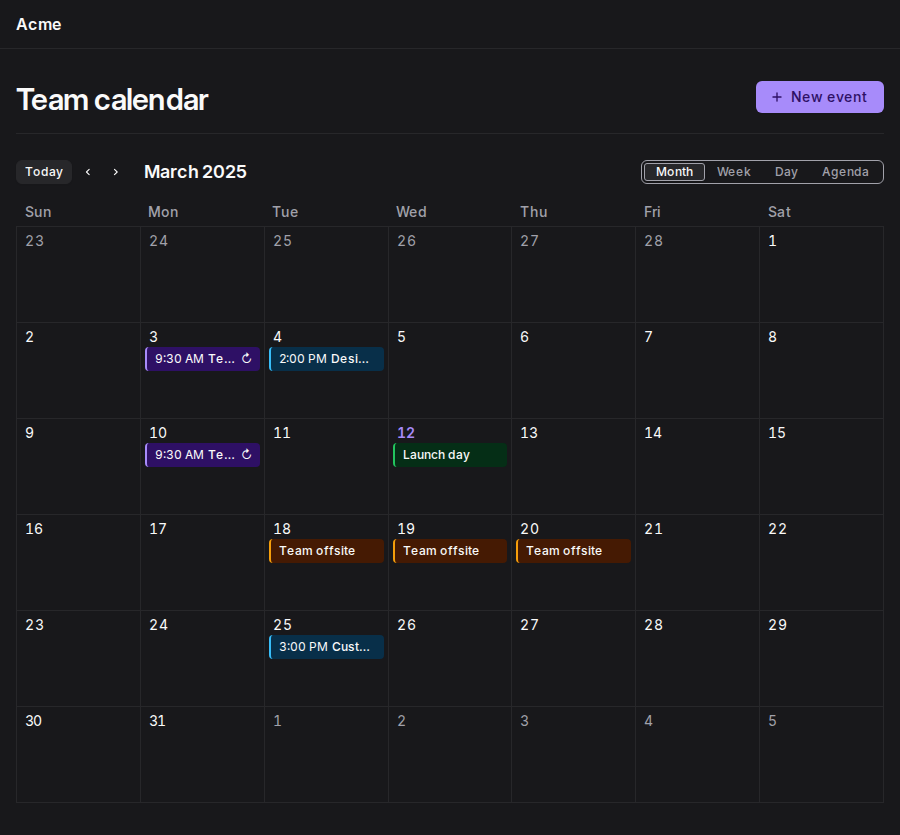 Acme
Team calendar
+ New event
Today ‹ › March 2025
Month Week Day Agenda
Sun Mon Tue Wed Thu Fri Sat
23 24 25 26 27 28 1
2 3 4 5 6 7 8
9:30 AM Te... 2:00 PM Desi...
9 10 11 12 13 14 15
9:30 AM Te... Launch day
16 17 18 19 20 21 22
Team offsite Team offsite Team offsite
23 24 25 26 27 28 29
3:00 PM Cust...
30 31 1 2 3 4 5